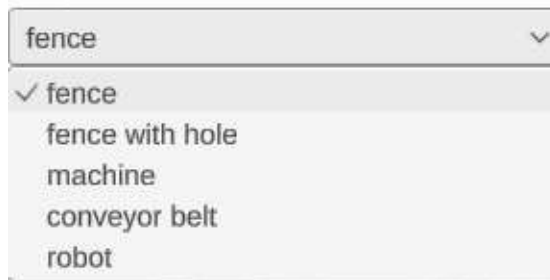 fence
fence
fence with hole
machine
conveyor belt
robot